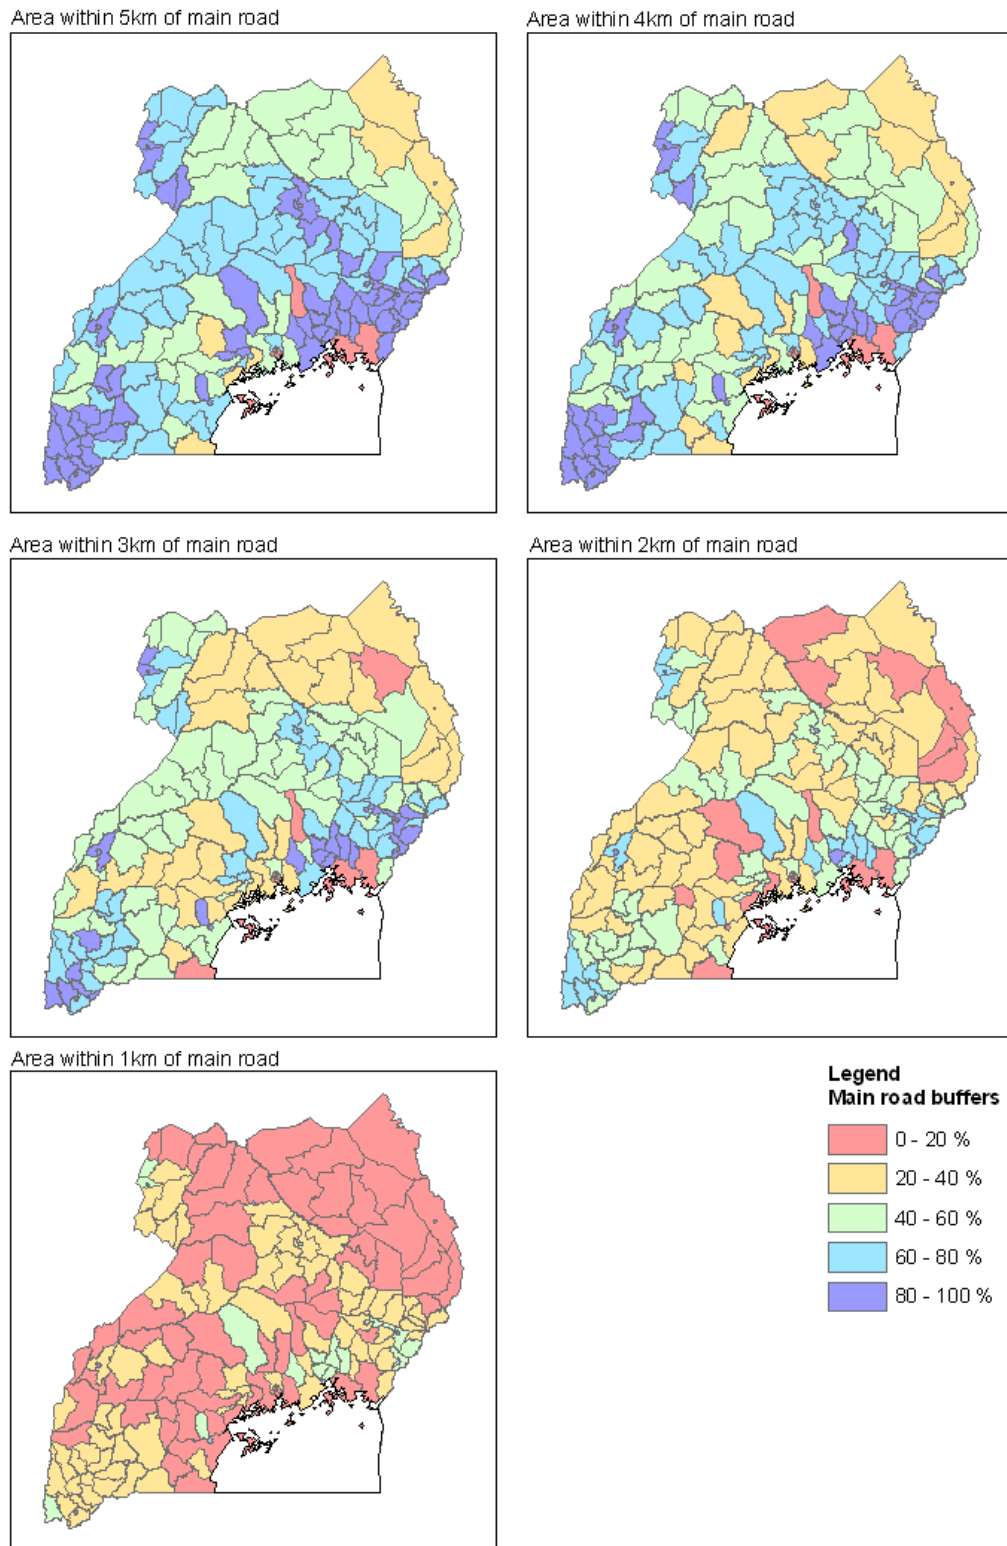 Area within 5km of main road
Area within 4km of main road
Area within 3km of main road
Area within 2km of main road
Area within 1km of main road
Legend
Main road buffers
0 - 20 %
20 - 40 %
40 - 60 %
60 - 80 %
80 - 100 %